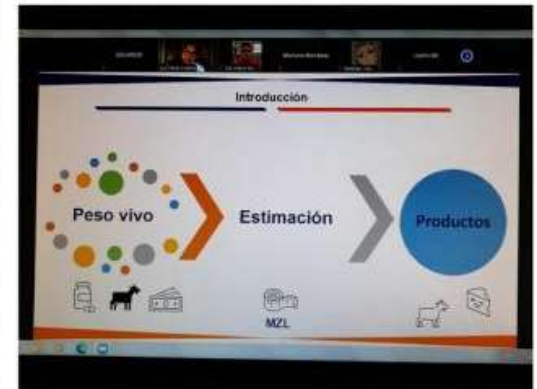 Introducción
Peso vivo
Estimación
Productos
MZL